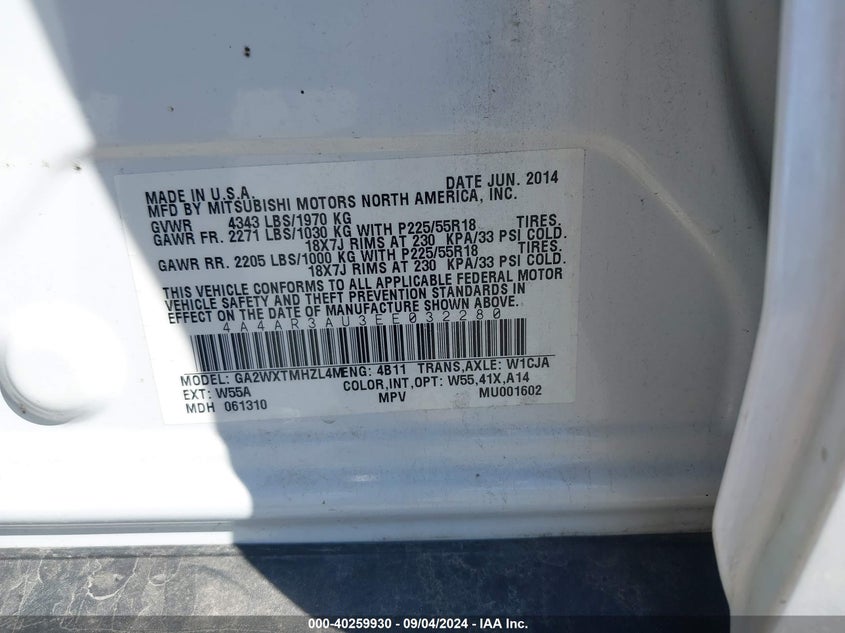 MADE IN U.S.A. DATE JUN. 2014
MFD BY MITSUBISHI MOTORS NORTH AMERICA, INC.
GVWR 4343 LBS/1970 KG
GAWR FR. 2271 LBS/1030 KG WITH P225/55R18 TIRES.
18X7J RIMS AT 230 KPA/33 PSI COLD.
GAWR RR. 2205 LBS/1000 KG WITH P225/55R18 TIRES.
18X7J RIMS AT 230 KPA/33 PSI COLD.
THIS VEHICLE CONFORMS TO ALL APPLICABLE FEDERAL MOTOR
VEHICLE SAFETY AND THEFT PREVENTION STANDARDS IN
EFFECT ON THE DATE OF MANUFACTURE SHOWN ABOVE.
4A4AR3AU3EE032280
MODEL: GA2WXTMHZL4M ENG: 4B11 TRANS,AXLE: W1CJA
EXT: W55A COLOR,INT,OPT: W55,41X,A14
MDH 061310 MPV MU001602
000-40259930 - 09/04/2024 - IAA Inc.